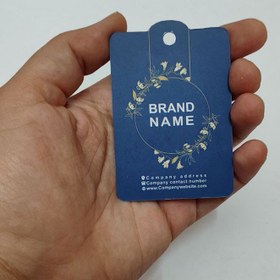 BRAND
NAME
Company address
Company contact number
www.Companywebsite.com